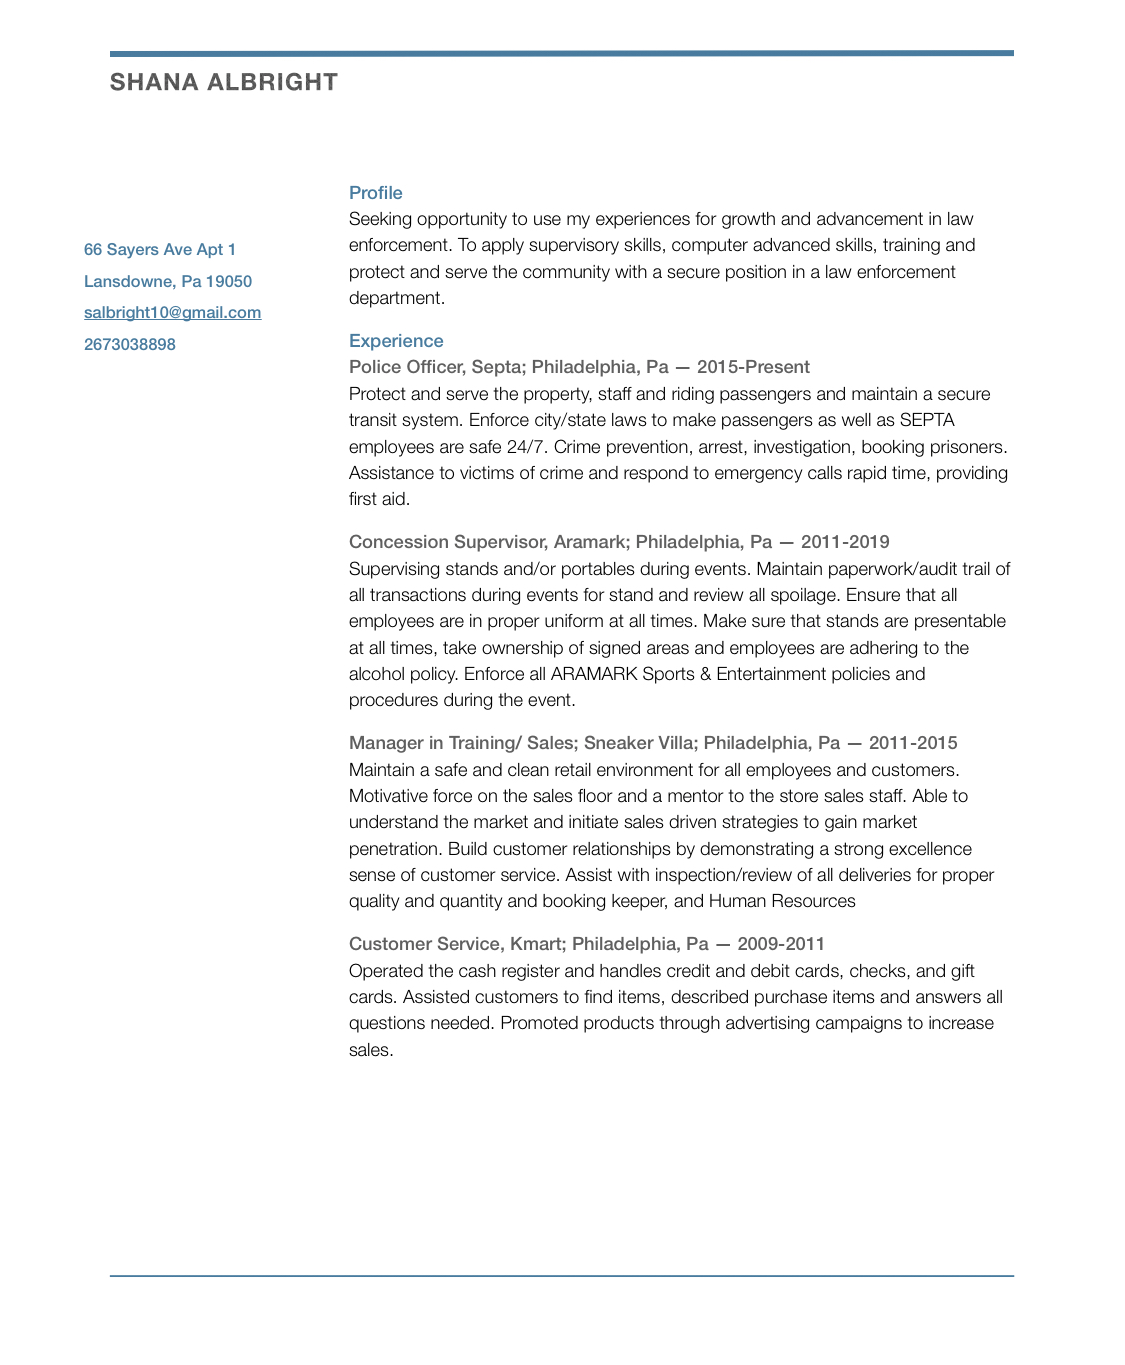 SHANA ALBRIGHT
66 Sayers Ave Apt 1
Lansdowne, Pa 19050
salbright10@gmail.com
2673038898
Profile
Seeking opportunity to use my experiences for growth and advancement in law
enforcement. To apply supervisory skills, computer advanced skills, training and
protect and serve the community with a secure position in a law enforcement
department.
Experience
Police Officer, Septa; Philadelphia, Pa — 2015-Present
Protect and serve the property, staff and riding passengers and maintain a secure
transit system. Enforce city/state laws to make passengers as well as SEPTA
employees are safe 24/7. Crime prevention, arrest, investigation, booking prisoners.
Assistance to victims of crime and respond to emergency calls rapid time, providing
first aid.
Concession Supervisor, Aramark; Philadelphia, Pa — 2011-2019
Supervising stands and/or portables during events. Maintain paperwork/audit trail of
all transactions during events for stand and review all spoilage. Ensure that all
employees are in proper uniform at all times. Make sure that stands are presentable
at all times, take ownership of signed areas and employees are adhering to the
alcohol policy. Enforce all ARAMARK Sports & Entertainment policies and
procedures during the event.
Manager in Training/ Sales; Sneaker Villa; Philadelphia, Pa — 2011-2015
Maintain a safe and clean retail environment for all employees and customers.
Motivative force on the sales floor and a mentor to the store sales staff. Able to
understand the market and initiate sales driven strategies to gain market
penetration. Build customer relationships by demonstrating a strong excellence
sense of customer service. Assist with inspection/review of all deliveries for proper
quality and quantity and booking keeper, and Human Resources
Customer Service, Kmart; Philadelphia, Pa — 2009-2011
Operated the cash register and handles credit and debit cards, checks, and gift
cards. Assisted customers to find items, described purchase items and answers all
questions needed. Promoted products through advertising campaigns to increase
sales.